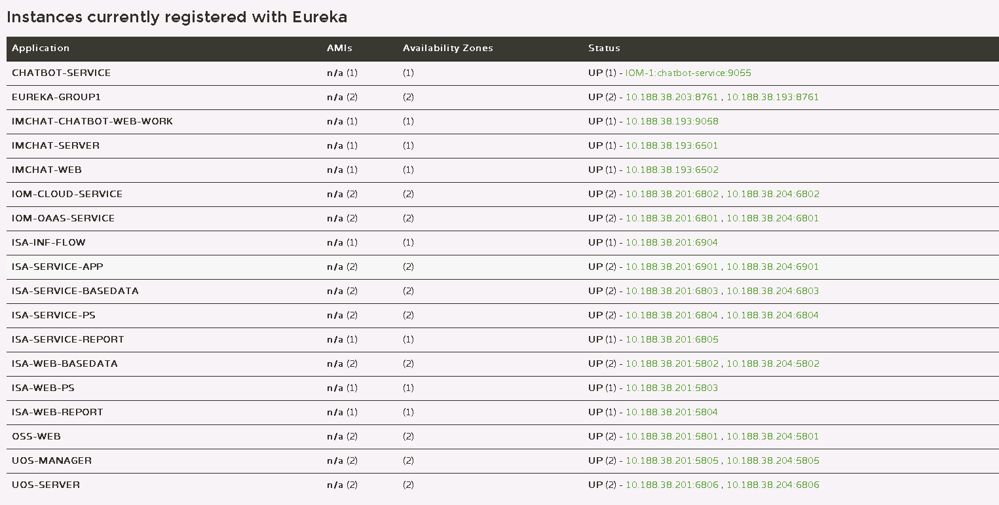 Instances currently registered with Eureka
Application AMIs Availability Zones Status
CHATBOT-SERVICE n/a (1) (1) UP (1) - IOM-1:chatbot-service:9055
EUREKA-GROUP1 n/a (2) (2) UP (2) - 10.188.38.203:8761 , 10.188.38.193:8761
IMCHAT-CHATBOT-WEB-WORK n/a (1) (1) UP (1) - 10.188.38.193:9058
IMCHAT-SERVER n/a (1) (1) UP (1) - 10.188.38.193:6501
IMCHAT-WEB n/a (1) (1) UP (1) - 10.188.38.193:6502
IOM-CLOUD-SERVICE n/a (2) (2) UP (2) - 10.188.38.201:6802 , 10.188.38.204:6802
IOM-OAAS-SERVICE n/a (2) (2) UP (2) - 10.188.38.201:6801 , 10.188.38.204:6801
ISA-INF-FLOW n/a (1) (1) UP (1) - 10.188.38.201:6904
ISA-SERVICE-APP n/a (2) (2) UP (2) - 10.188.38.201:6901 , 10.188.38.204:6901
ISA-SERVICE-BASEDATA n/a (2) (2) UP (2) - 10.188.38.201:6803 , 10.188.38.204:6803
ISA-SERVICE-PS n/a (2) (2) UP (2) - 10.188.38.201:6804 , 10.188.38.204:6804
ISA-SERVICE-REPORT n/a (1) (1) UP (1) - 10.188.38.201:6805
ISA-WEB-BASEDATA n/a (2) (2) UP (2) - 10.188.38.201:5802 , 10.188.38.204:5802
ISA-WEB-PS n/a (1) (1) UP (1) - 10.188.38.201:5803
ISA-WEB-REPORT n/a (1) (1) UP (1) - 10.188.38.201:5804
OSS-WEB n/a (2) (2) UP (2) - 10.188.38.201:5801 , 10.188.38.204:5801
UOS-MANAGER n/a (2) (2) UP (2) - 10.188.38.201:5805 , 10.188.38.204:5805
UOS-SERVER n/a (2) (2) UP (2) - 10.188.38.201:6806 , 10.188.38.204:6806